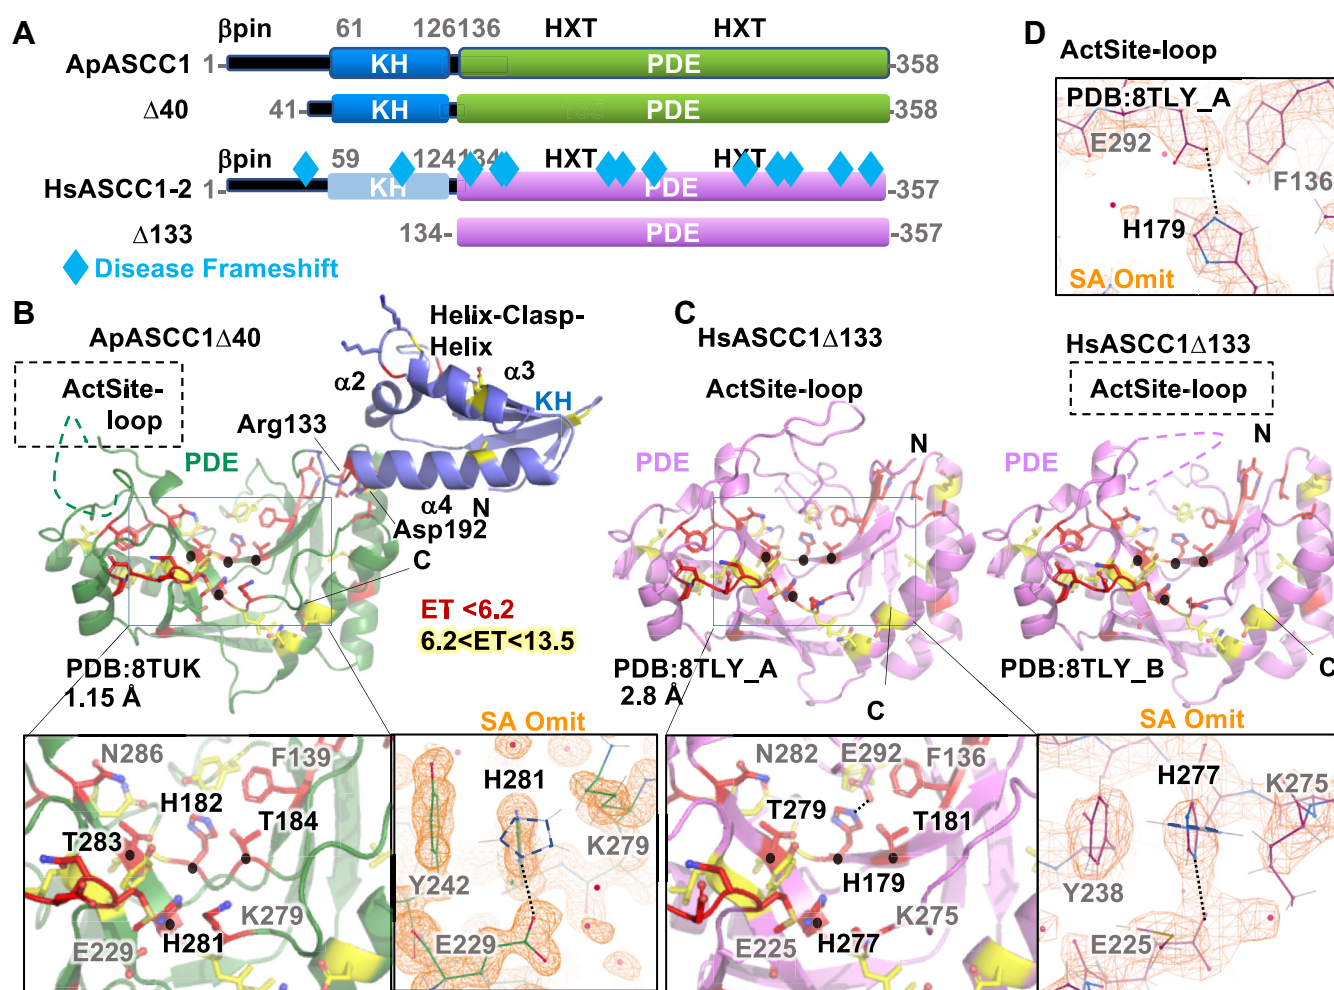 A
βpin 61 126 136 HXT HXT
ApASCC1 1 KH PDE -358
Δ40 41 KH PDE -358
βpin 59 124 134 HXT HXT
HsASCC1-2 1 KH PDE -357
Δ133 134- PDE -357
Disease Frameshift
D
ActSite-loop
PDB:8TLY_A
E292
F136
H179
SA Omit
B
ApASCC1Δ40
ActSite-
loop
Helix-Clasp-
Helix
α2
α3
KH
Arg133
PDE
α4 N
Asp192
C
ET <6.2
6.2<ET<13.5
PDB:8TUK
1.15 Å
C
HsASCC1Δ133
ActSite-loop
PDE
N
PDB:8TLY_A
2.8 Å
C
HsASCC1Δ133
ActSite-loop
N
PDE
PDB:8TLY_B
C
N286
F139
H182
T184
T283
K279
E229
H281
SA Omit
H281
K279
Y242
E229
N282
E292
F136
T279
T181
H179
K275
E225
H277
SA Omit
H277
K275
Y238
E225